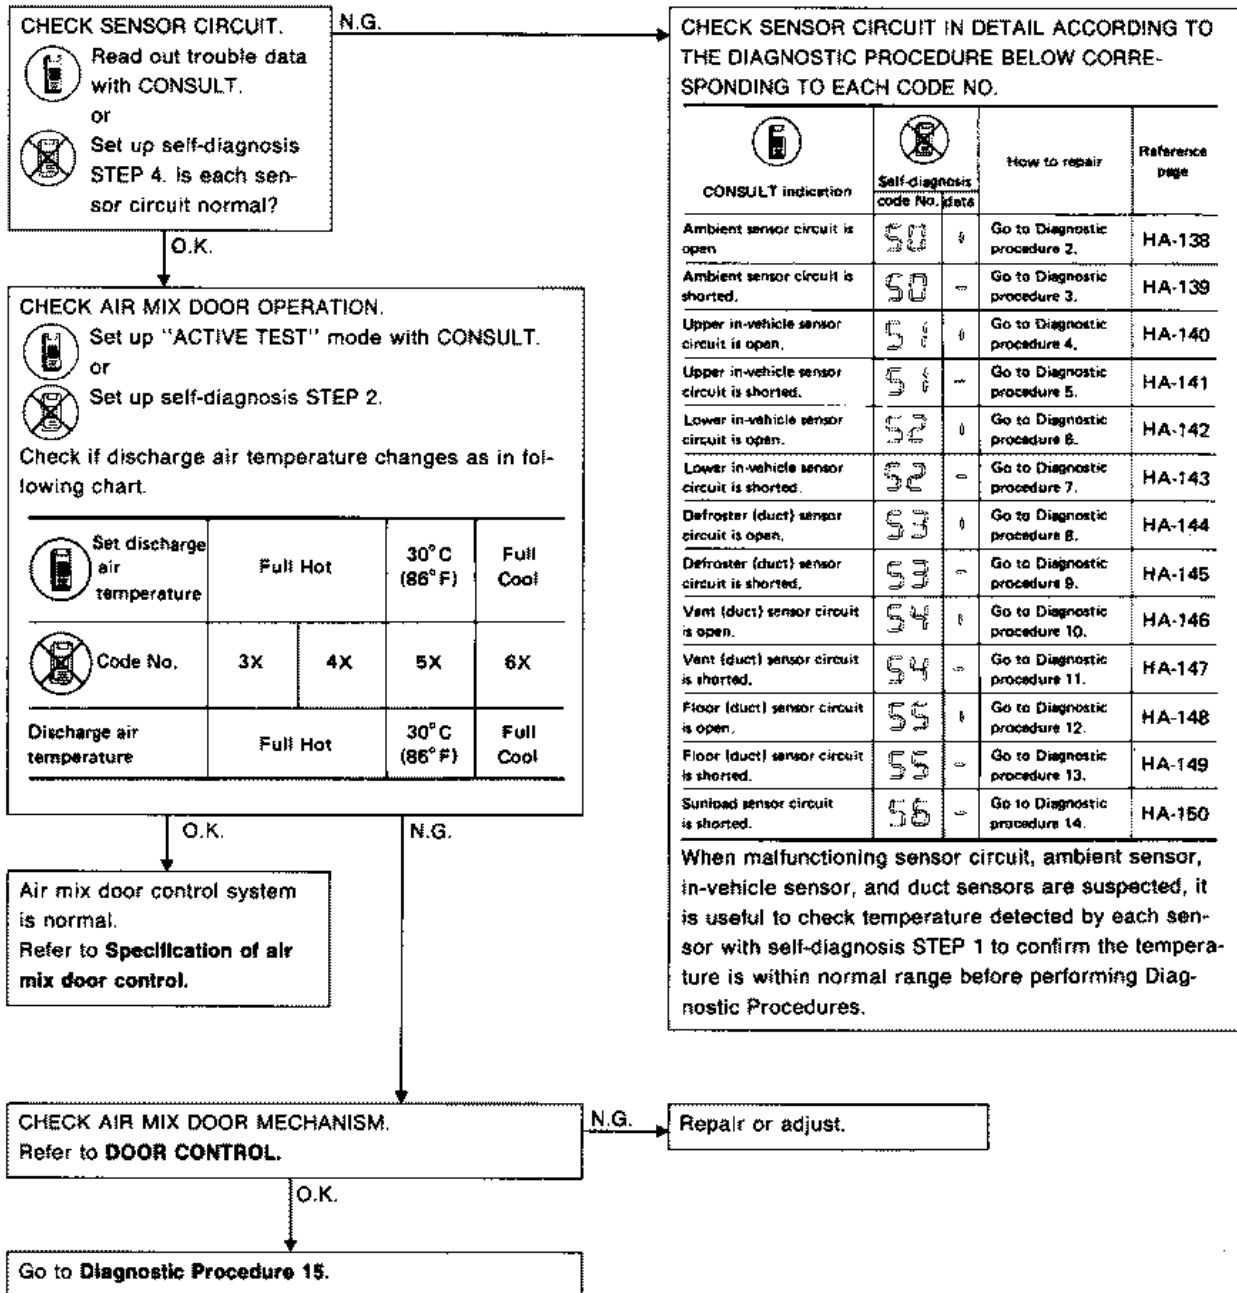 CHECK SENSOR CIRCUIT.
Read out trouble data
with CONSULT.
or
Set up self-diagnosis
STEP 4. Is each sen-
sor circuit normal?
N.G.
O.K.
CHECK AIR MIX DOOR OPERATION.
Set up "ACTIVE TEST" mode with CONSULT.
or
Set up self-diagnosis STEP 2.
Check if discharge air temperature changes as in fol-
lowing chart.
Set discharge
air
temperature
Full Hot
30°C
(86°F)
Full
Cool
Code No.
3X
4X
5X
6X
Discharge air
temperature
Full Hot
30°C
(86°F)
Full
Cool
O.K.
N.G.
Air mix door control system
is normal.
Refer to Specification of air
mix door control.
CHECK AIR MIX DOOR MECHANISM.
Refer to DOOR CONTROL.
N.G.
Repair or adjust.
O.K.
Go to Diagnostic Procedure 15.
CHECK SENSOR CIRCUIT IN DETAIL ACCORDING TO
THE DIAGNOSTIC PROCEDURE BELOW CORRE-
SPONDING TO EACH CODE NO.
CONSULT indication
Self-diagnosis
code No.
data
How to repair
Reference
page
Ambient sensor circuit is
open
50
Go to Diagnostic
procedure 2.
HA-138
Ambient sensor circuit is
shorted.
50
-
Go to Diagnostic
procedure 3.
HA-139
Upper in-vehicle sensor
circuit is open.
51
Go to Diagnostic
procedure 4.
HA-140
Upper in-vehicle sensor
circuit is shorted.
51
-
Go to Diagnostic
procedure 5.
HA-141
Lower in-vehicle sensor
circuit is open.
52
Go to Diagnostic
procedure 6.
HA-142
Lower in-vehicle sensor
circuit is shorted.
52
-
Go to Diagnostic
procedure 7.
HA-143
Defroster (duct) sensor
circuit is open.
53
Go to Diagnostic
procedure 8.
HA-144
Defroster (duct) sensor
circuit is shorted.
53
-
Go to Diagnostic
procedure 9.
HA-145
Vent (duct) sensor circuit
is open.
54
Go to Diagnostic
procedure 10.
HA-146
Vent (duct) sensor circuit
is shorted.
54
-
Go to Diagnostic
procedure 11.
HA-147
Floor (duct) sensor circuit
is open.
55
Go to Diagnostic
procedure 12.
HA-148
Floor (duct) sensor circuit
is shorted.
55
-
Go to Diagnostic
procedure 13.
HA-149
Sunload sensor circuit
is shorted.
56
-
Go to Diagnostic
procedure 14.
HA-150
When malfunctioning sensor circuit, ambient sensor,
in-vehicle sensor, and duct sensors are suspected, it
is useful to check temperature detected by each sen-
sor with self-diagnosis STEP 1 to confirm the tempera-
ture is within normal range before performing Diag-
nostic Procedures.